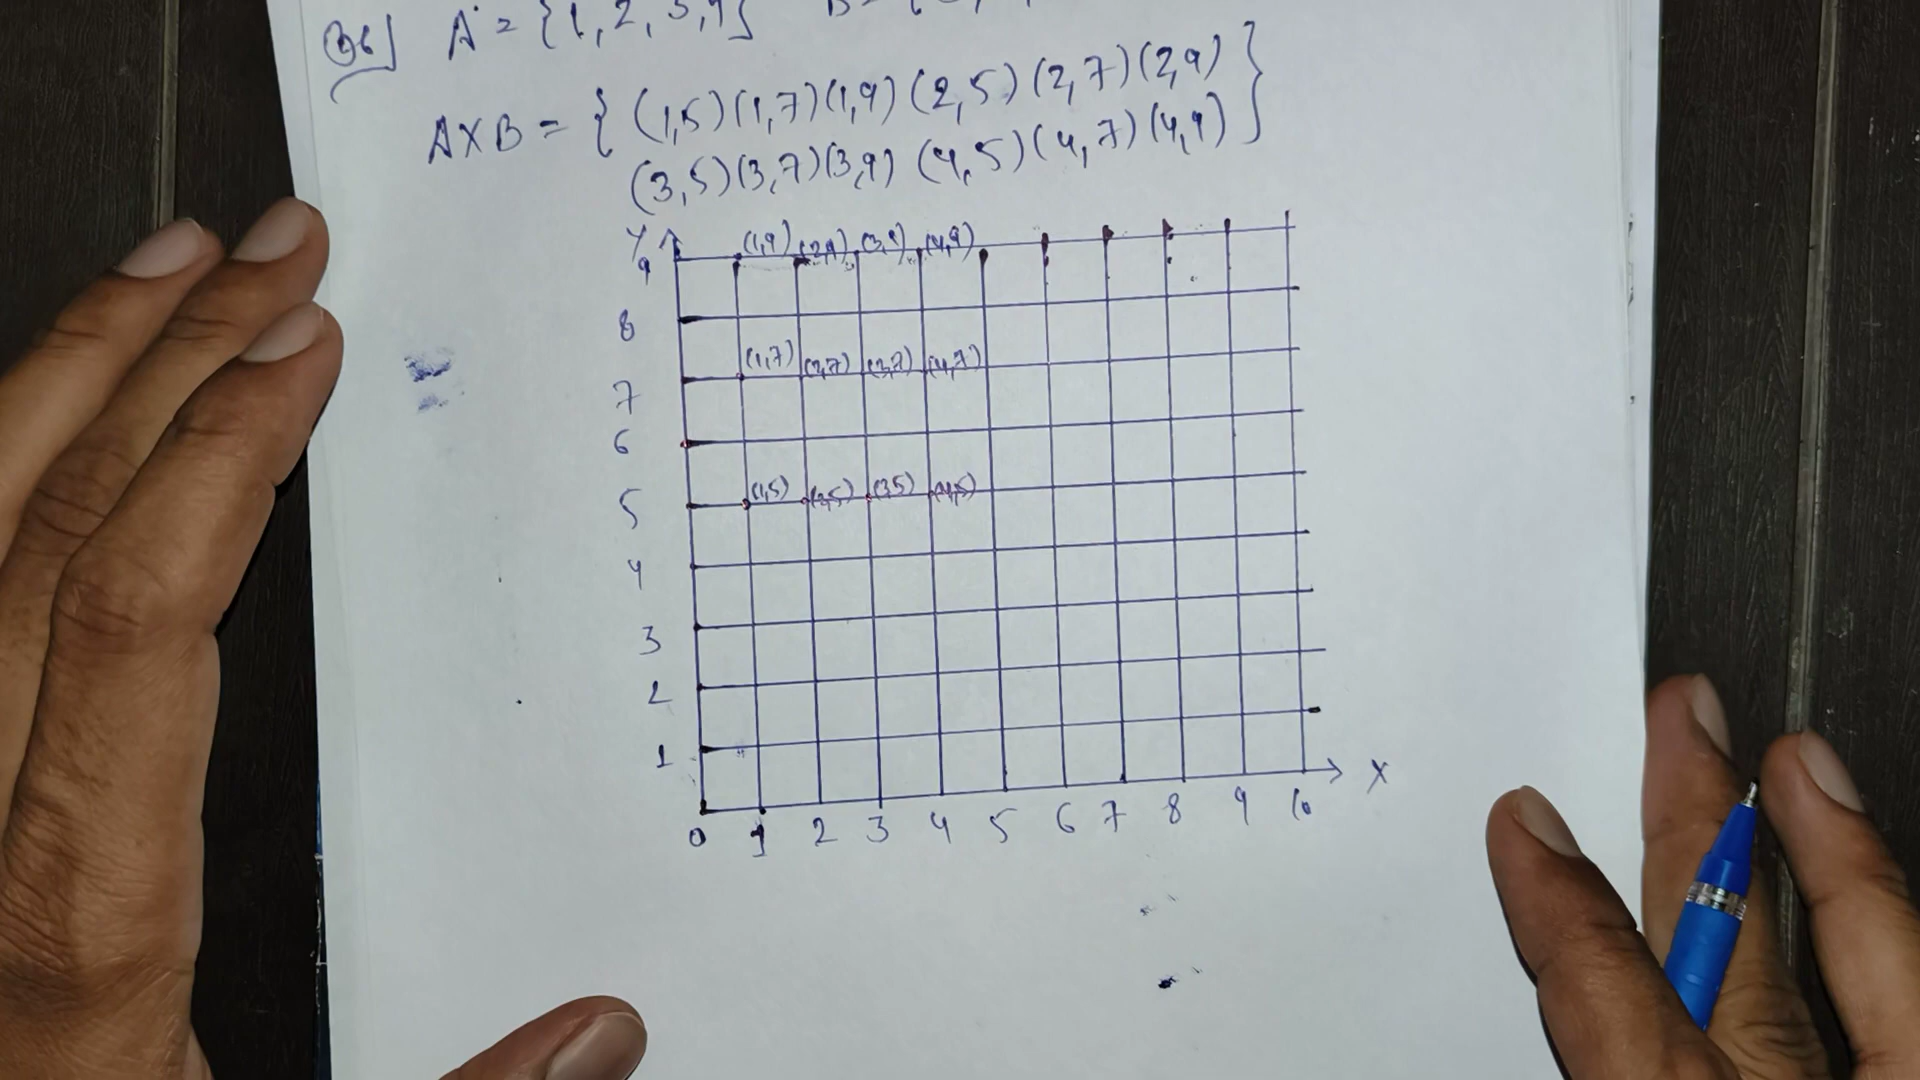 Q6] A = {1, 2, 3, 4}
A X B = { (1,5) (1,7) (1,9) (2,5) (2,7) (2,9)
(3,5) (3,7) (3,9) (4,5) (4,7) (4,9) }
Y
9 (1,9) (2,9) (3,9) (4,9)
8
7 (1,7) (2,7) (3,7) (4,7)
6
5 (1,5) (2,5) (3,5) (4,5)
4
3
2
1
0 1 2 3 4 5 6 7 8 9 10 X